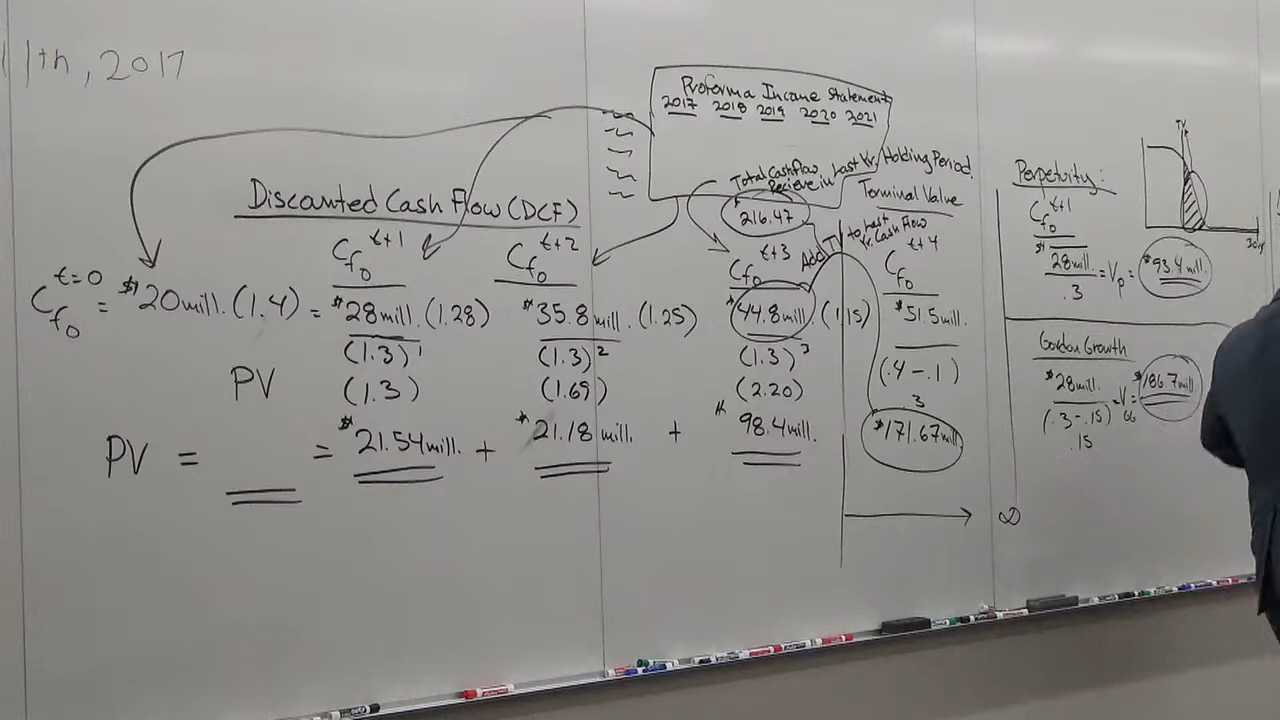 11th, 2017
Proforma Income Statement
2017 2018 2019 2020 2021
Total Cashflow Recieve in Last Yr. Holding Period.
$216.47
Discounted Cash Flow (DCF)
Terminal Value
Add TV to Last Yr. Cash Flow
t=0
t+1
t+2
t+3
t+4
Cf0 = $20mill. (1.4) =
Cf0
Cf0
Cf0
Cf0
$28mill. (1.28)
$35.8mill. (1.25)
$44.8mill. (1.15)
$51.5mill.
(1.3)¹
(1.3)²
(1.3)³
(.4 - .1)
PV
(1.3)
(1.69)
(2.20)
.3
PV = = $21.54mill. + $21.18mill. + $98.4mill.
$171.67mill
∞
Perpetuity:
t+1
Cf0
$28mill. = Vp = $93.4mill.
.3
TV
Gordon Growth
$28mill. = V = $186.7mill
(.3 - .15)
.15